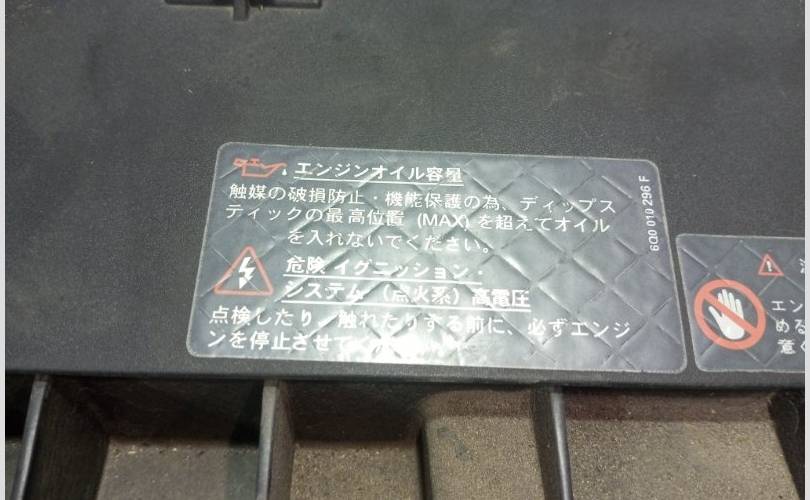 エンジンオイル容量
触媒の破損防止・機能保護の為、ディップス
ティックの最高位置 (MAX) を超えてオイル
を入れないでください。
危険 イグニッション・
システム (点火系) 高電圧
点検したり、触れたりする前に、必ずエンジ
ンを停止させて
6Q0 010 296 F
エン
める
意